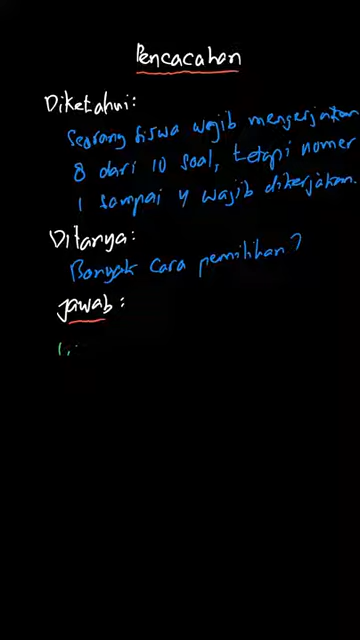 Pencacahan
Diketahui:
Seorang siswa wajib mengerjakan
8 dari 10 soal, tetapi nomer
1 sampai 4 wajib dikerjakan.
Ditanya:
Banyak cara pemilihan?
Jawab: